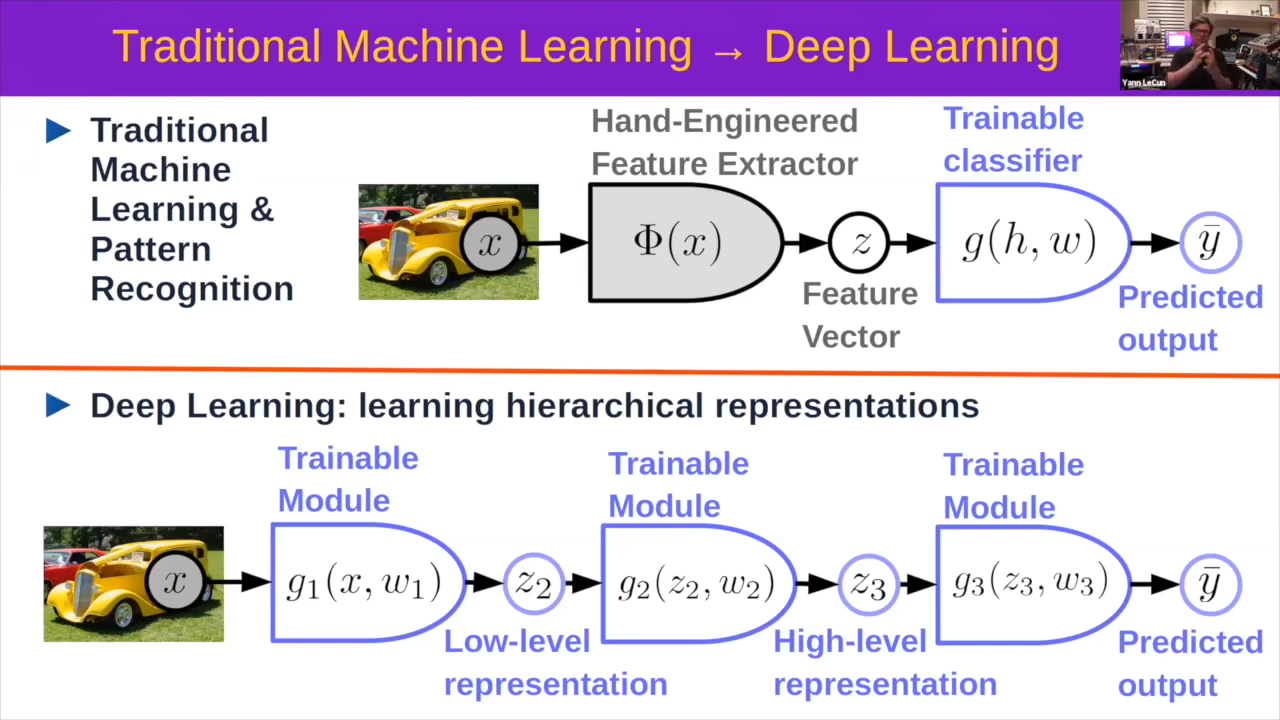 Traditional Machine Learning → Deep Learning
Yann LeCun
Traditional
Machine
Learning &
Pattern
Recognition
Hand-Engineered
Feature Extractor
Trainable
classifier
x
Φ(x)
z
g(h, w)
ȳ
Feature
Vector
Predicted
output
Deep Learning: learning hierarchical representations
Trainable
Module
Trainable
Module
Trainable
Module
x
g₁(x, w₁)
z₂
g₂(z₂, w₂)
z₃
g₃(z₃, w₃)
ȳ
Low-level
representation
High-level
representation
Predicted
output